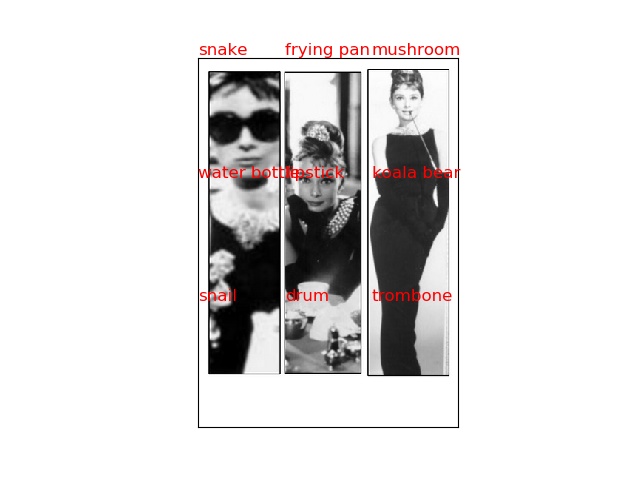 snake frying pan mushroom
water bottle lipstick koala bear
snail drum trombone